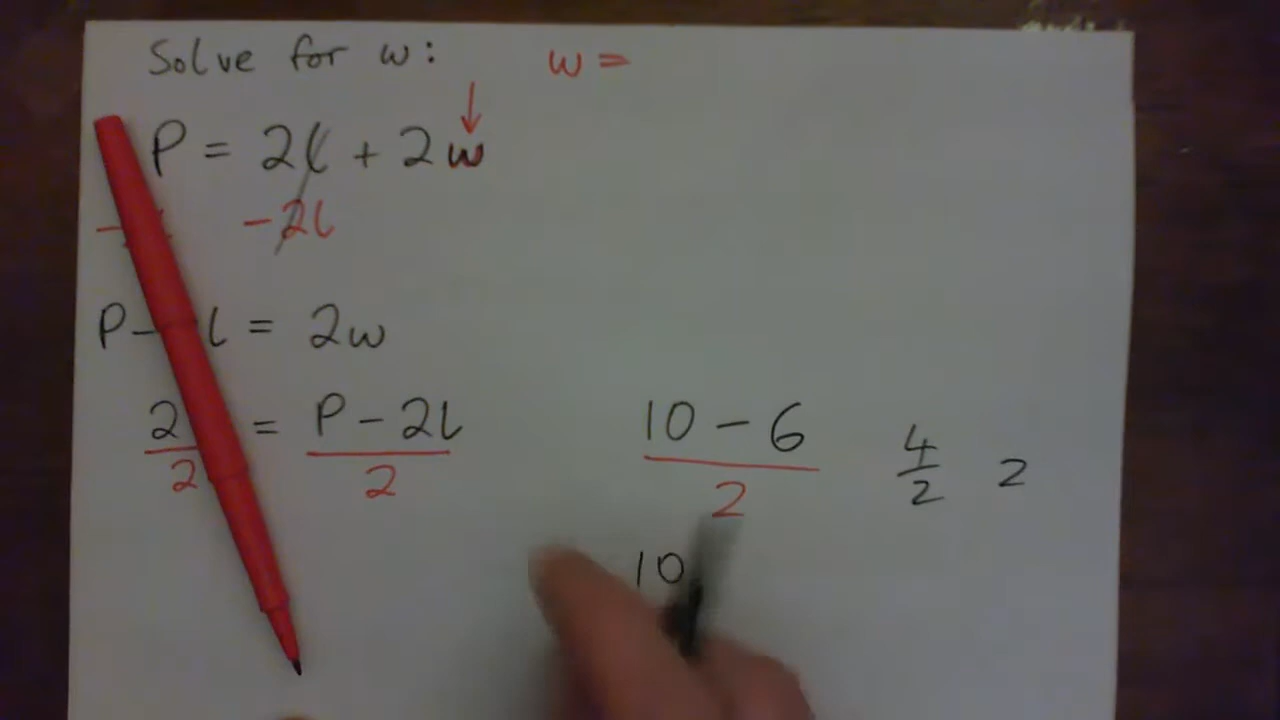 Solve for w: w =
P = 2l + 2w
- -2l
P - l = 2w
2 = P - 2l
2 2
10 - 6
2
4
2
2
10